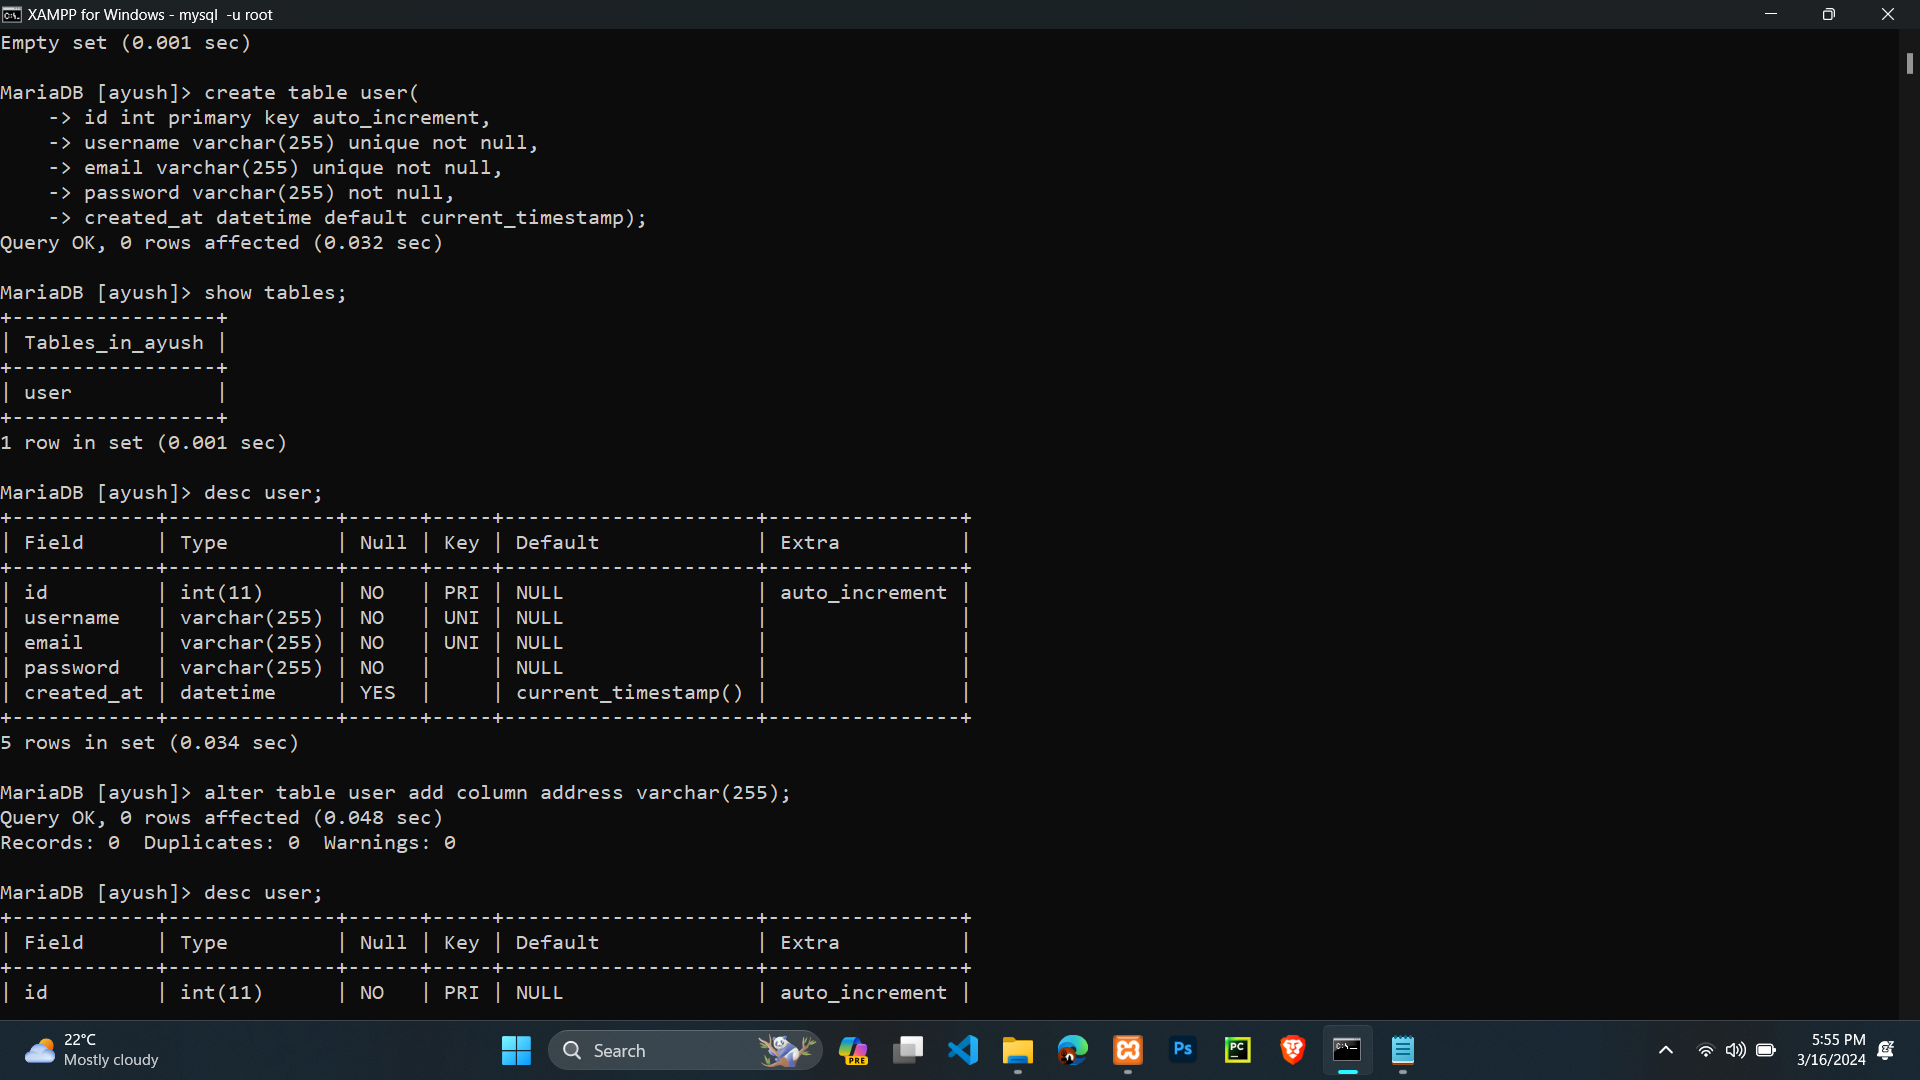 XAMPP for Windows - mysql  -u root
Empty set (0.001 sec)
MariaDB [ayush]> create table user(
    -> id int primary key auto_increment,
    -> username varchar(255) unique not null,
    -> email varchar(255) unique not null,
    -> password varchar(255) not null,
    -> created_at datetime default current_timestamp);
Query OK, 0 rows affected (0.032 sec)
MariaDB [ayush]> show tables;
+-----------------+
| Tables_in_ayush |
+-----------------+
| user            |
+-----------------+
1 row in set (0.001 sec)
MariaDB [ayush]> desc user;
+------------+--------------+------+-----+---------------------+----------------+
| Field      | Type         | Null | Key | Default             | Extra          |
+------------+--------------+------+-----+---------------------+----------------+
| id         | int(11)      | NO   | PRI | NULL                | auto_increment |
| username   | varchar(255) | NO   | UNI | NULL                |                |
| email      | varchar(255) | NO   | UNI | NULL                |                |
| password   | varchar(255) | NO   |     | NULL                |                |
| created_at | datetime     | YES  |     | current_timestamp() |                |
+------------+--------------+------+-----+---------------------+----------------+
5 rows in set (0.034 sec)
MariaDB [ayush]> alter table user add column address varchar(255);
Query OK, 0 rows affected (0.048 sec)
Records: 0  Duplicates: 0  Warnings: 0
MariaDB [ayush]> desc user;
+------------+--------------+------+-----+---------------------+----------------+
| Field      | Type         | Null | Key | Default             | Extra          |
+------------+--------------+------+-----+---------------------+----------------+
| id         | int(11)      | NO   | PRI | NULL                | auto_increment |
22°C
Mostly cloudy
Search
PRE
Ps
PC
5:55 PM
3/16/2024